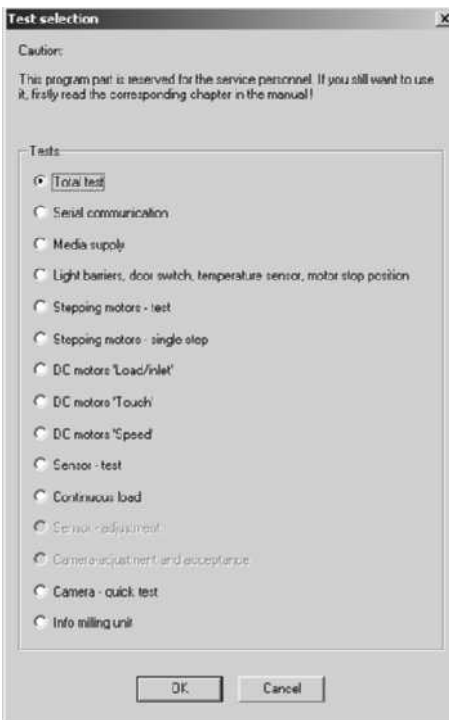 Test selection
Caution:
This program part is reserved for the service personnel. If you still want to use
it, firstly read the corresponding chapter in the manual!
Tests
Total test
Serial communication
Media supply
Light barriers, door switch, temperature sensor, motor stop position
Stepping motors - test
Stepping motors - single step
DC motors 'Load/inlet'
DC motors 'Touch'
DC motors 'Speed'
Sensor - test
Continuous load
Sensor - adjustment
Camera-adjustment and acceptance
Camera - quick test
Info milling unit
OK
Cancel